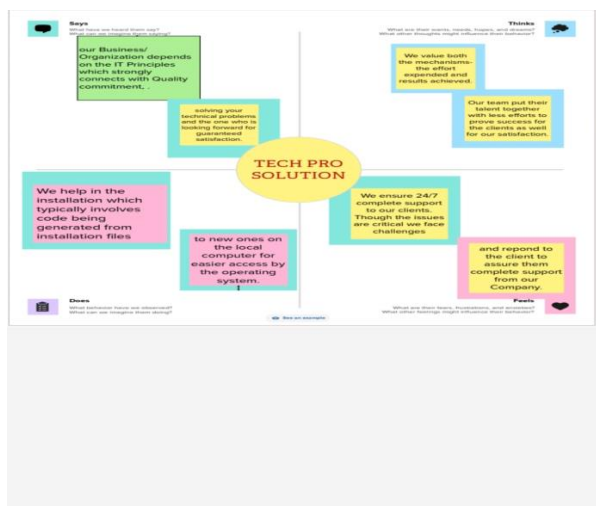 Says
What have we heard them say?
What can we imagine them saying?
our Business/
Organization depends
on the IT Principles
which strongly
connects with Quality
commitment, .
solving your
technical problems
and the one who is
looking forward for
guaranteed
satisfaction.
Thinks
What are their wants, needs, hopes, and dreams?
What other thoughts might influence their behavior?
We value both
the mechanisms-
the effort
expended and
results achieved.
Our team put their
talent together
with less efforts to
prove success for
the clients as well
for our satisfaction.
TECH PRO
SOLUTION
We help in the
installation which
typically involves
code being
generated from
installation files
to new ones on
the local
computer for
easier access by
the operating
system.
Does
What behavior have we observed?
What can we imagine them doing?
We ensure 24/7
complete support
to our clients.
Though the issues
are critical we face
challenges
and repond to
the client to
assure them
complete support
from our
Company.
Feels
What are their fears, frustrations, and anxieties?
What other feelings might influence their behavior?
See an example